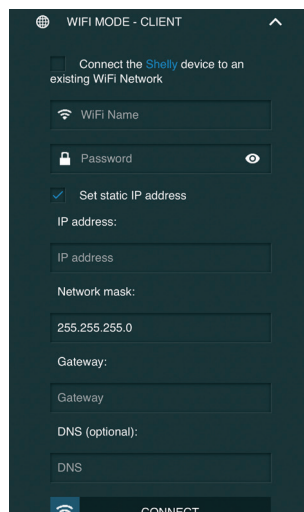 WIFI MODE - CLIENT
Connect the Shelly device to an
existing WiFi Network
WiFi Name
Password
Set static IP address
IP address:
IP address
Network mask:
255.255.255.0
Gateway:
Gateway
DNS (optional):
DNS
CONNECT